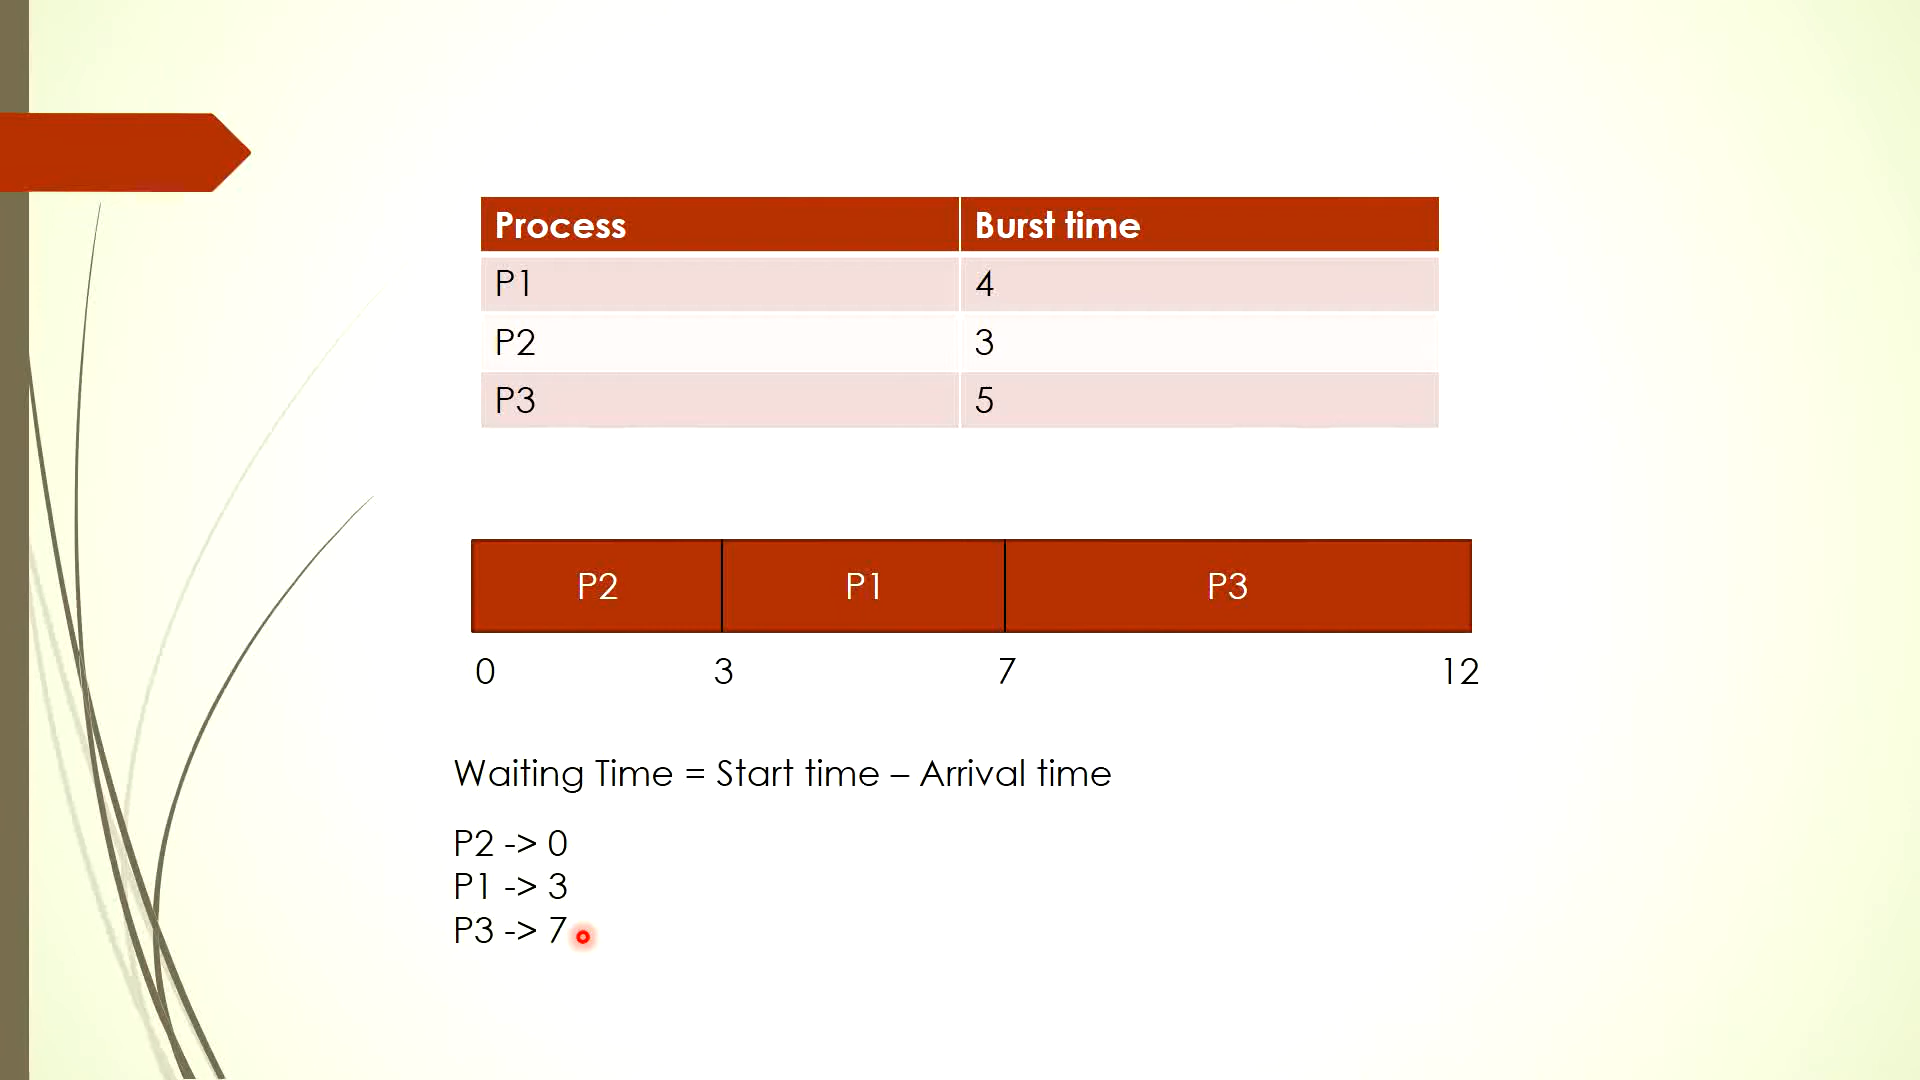 Process Burst time
P1 4
P2 3
P3 5
P2 P1 P3
0 3 7 12
Waiting Time = Start time – Arrival time
P2 -> 0
P1 -> 3
P3 -> 7